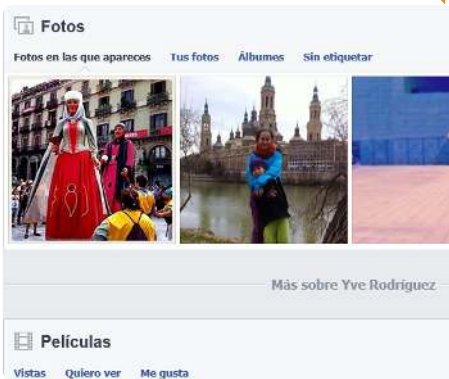 Fotos
Fotos en las que apareces Tus fotos Álbumes Sin etiquetar
Más sobre Yve Rodríguez
Películas
Vistas Quiero ver Me gusta